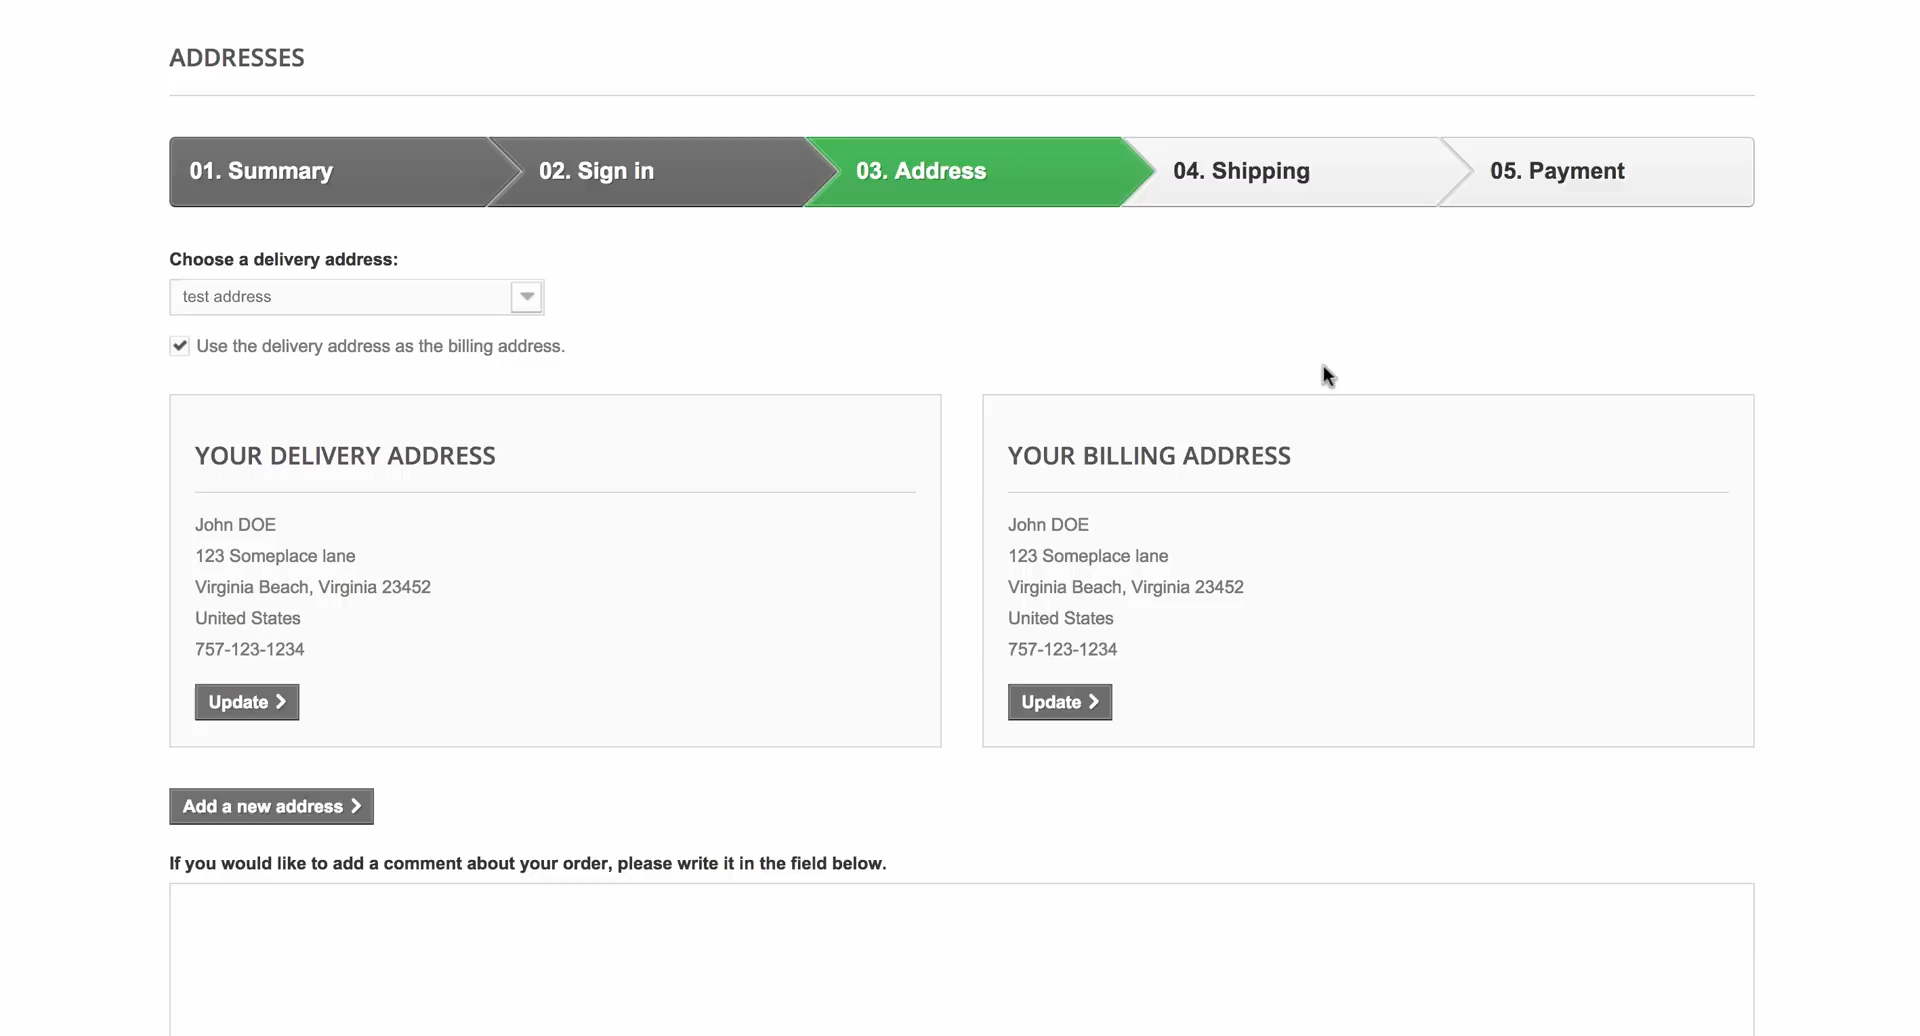 ADDRESSES
01. Summary
02. Sign in
03. Address
04. Shipping
05. Payment
Choose a delivery address:
test address
Use the delivery address as the billing address.
YOUR DELIVERY ADDRESS
John DOE
123 Someplace lane
Virginia Beach, Virginia 23452
United States
757-123-1234
Update
YOUR BILLING ADDRESS
John DOE
123 Someplace lane
Virginia Beach, Virginia 23452
United States
757-123-1234
Update
Add a new address
If you would like to add a comment about your order, please write it in the field below.